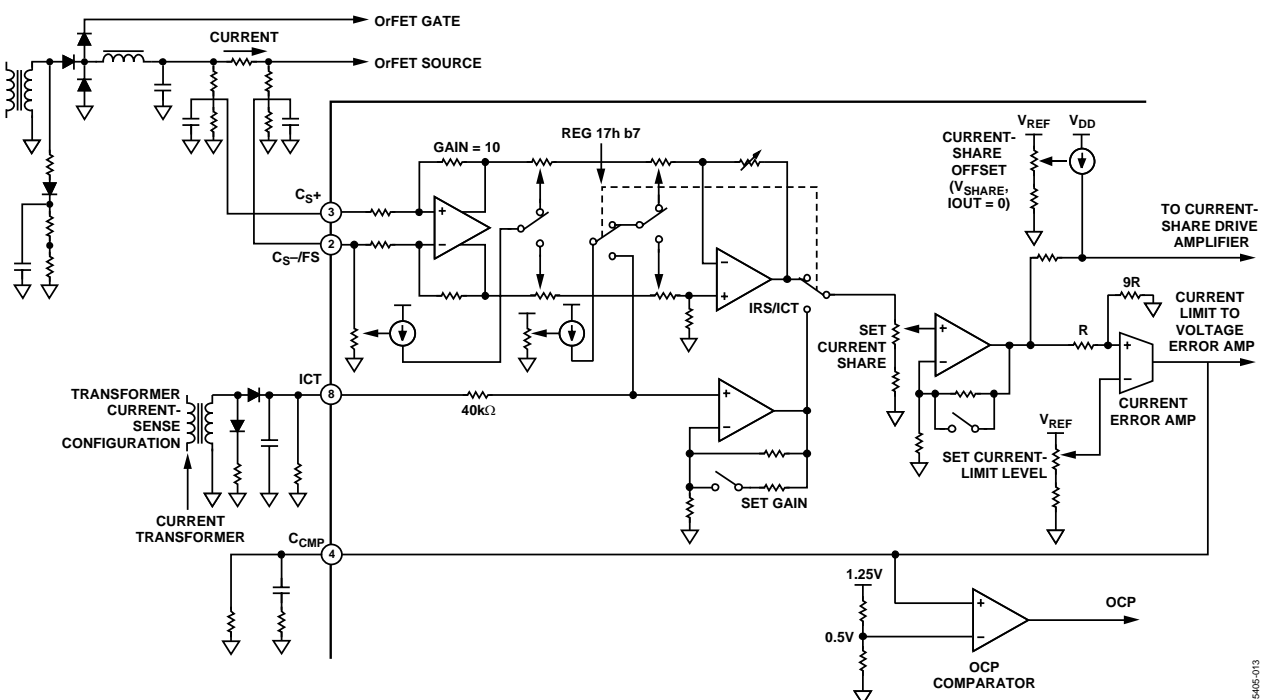 OrFET GATE
CURRENT
OrFET SOURCE
REG 17h b7
GAIN = 10
VREF
VDD
CURRENT-
SHARE
OFFSET
(VSHARE,
IOUT = 0)
CS+
3
2
CS–/FS
TO CURRENT-
SHARE DRIVE
AMPLIFIER
9R
CURRENT
LIMIT TO
VOLTAGE
ERROR AMP
IRS/ICT
SET
CURRENT
SHARE
R
CURRENT
ERROR AMP
ICT
8
40kΩ
TRANSFORMER
CURRENT-
SENSE
CONFIGURATION
VREF
SET CURRENT-
LIMIT LEVEL
SET GAIN
CURRENT
TRANSFORMER
CCMP
4
1.25V
0.5V
OCP
OCP
COMPARATOR
+
–
–
+
+
–
+
–
+
–
+
–